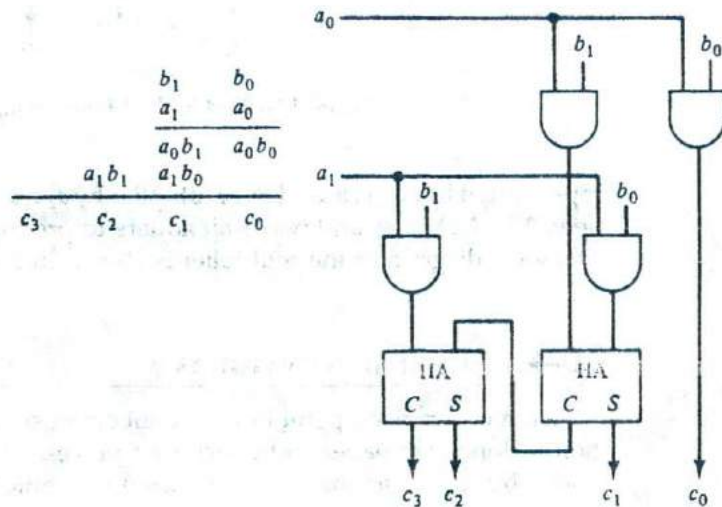 a₀
b₁ b₀
b₁ b₀
a₁ a₀
a₀b₁ a₀b₀
a₁b₁ a₁b₀
c₃ c₂ c₁ c₀
a₁
b₁ b₀
HA HA
C S C S
c₃ c₂ c₁ c₀